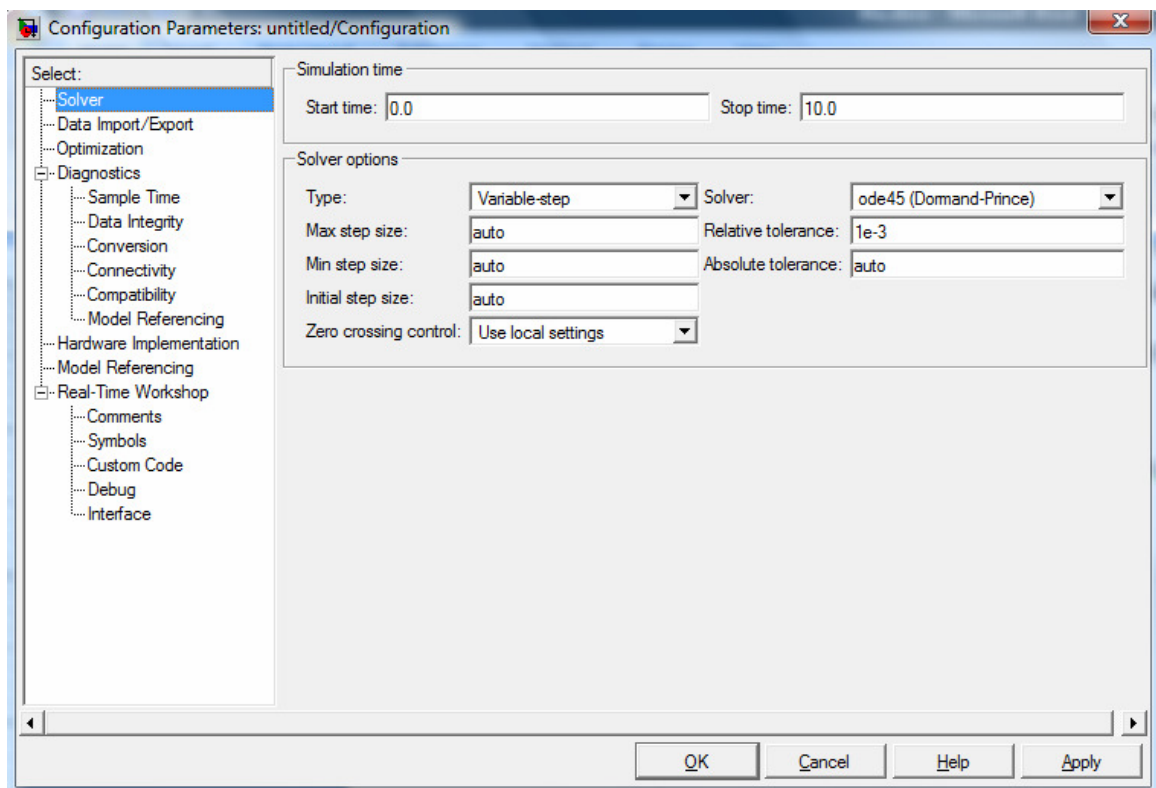 Configuration Parameters: untitled/Configuration
Select:
Solver
Data Import/Export
Optimization
Diagnostics
Sample Time
Data Integrity
Conversion
Connectivity
Compatibility
Model Referencing
Hardware Implementation
Model Referencing
Real-Time Workshop
Comments
Symbols
Custom Code
Debug
Interface
Simulation time
Start time: 0.0 Stop time: 10.0
Solver options
Type: Variable-step Solver: ode45 (Dormand-Prince)
Max step size: auto Relative tolerance: 1e-3
Min step size: auto Absolute tolerance: auto
Initial step size: auto
Zero crossing control: Use local settings
OK Cancel Help Apply